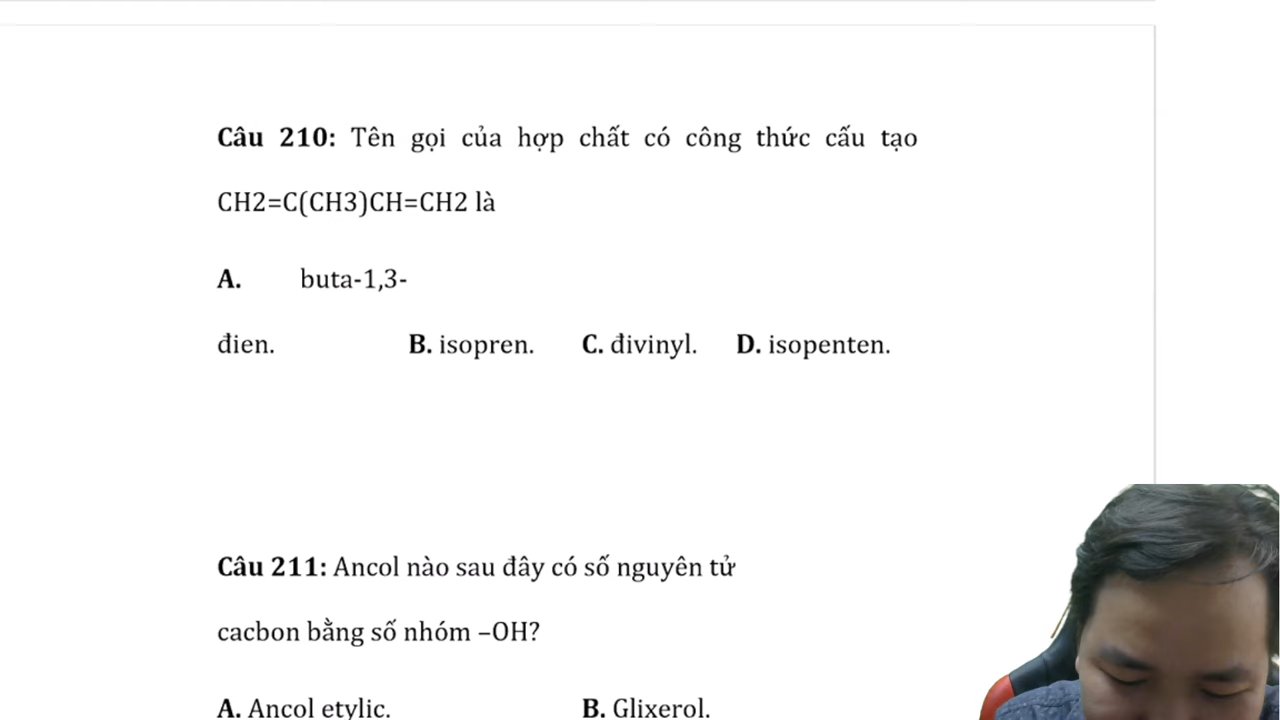 Câu 210: Tên gọi của hợp chất có công thức cấu tạo
CH2=C(CH3)CH=CH2 là
A. buta-1,3-
đien. B. isopren. C. đivinyl. D. isopenten.
Câu 211: Ancol nào sau đây có số nguyên tử
cacbon bằng số nhóm –OH?
A. Ancol etylic. B. Glixerol.